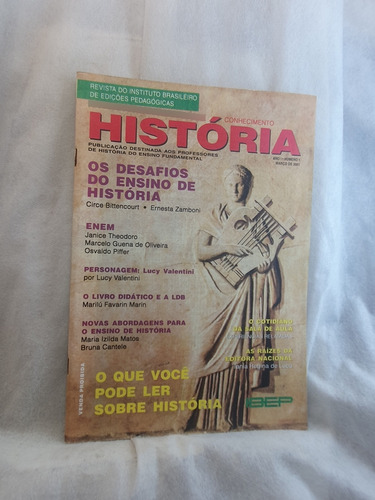 REVISTA DO INSTITUTO BRASILEIRO
DE EDIÇÕES PEDAGÓGICAS
CONHECIMENTO
HISTÓRIA
PUBLICAÇÃO DESTINADA AOS PROFESSORES
DE HISTÓRIA DO ENSINO FUNDAMENTAL
MARÇO DE
OS DESAFIOS
DO ENSINO DE
HISTÓRIA
Circe Bittencourt • Ernesta Zamboni
ENEM
Janice Theodoro
Marcelo Guena de Oliveira
Osvaldo Piffer
PERSONAGEM: Lucy Valentini
por Lucy Valentini
O LIVRO DIDÁTICO E A LDB
Marilú Favarin Marin
NOVAS ABORDAGENS PARA
O ENSINO DE HISTÓRIA
Maria Izilda Matos
Bruna Cantele
O COTIDIANO
DA SALA DE AULA
AS RAÍZES DA
EDITORA NACIONAL
O QUE VOCÊ
PODE LER
SOBRE HISTÓRIA
IBEP
VENDA PROIBIDA